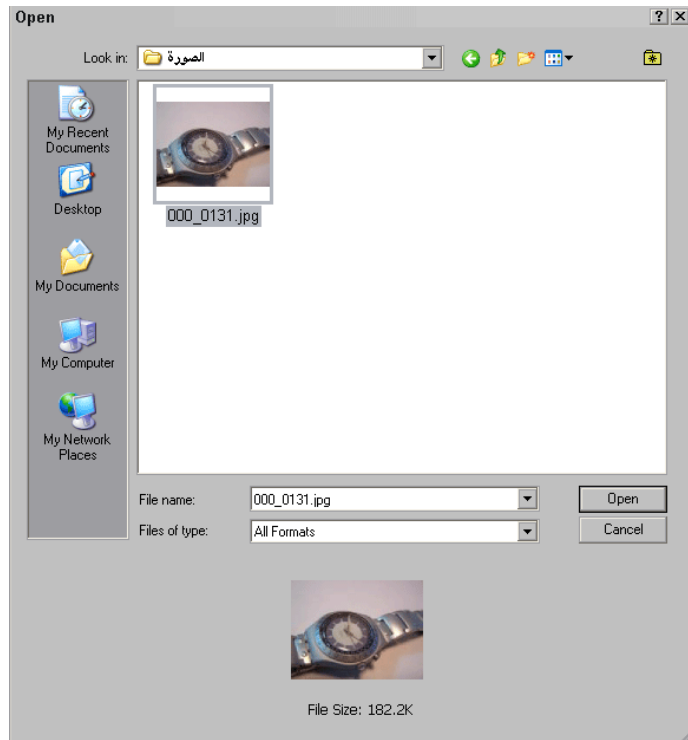 Open
Look in: الصورة
My Recent
Documents
Desktop
My Documents
My Computer
My Network
Places
000_0131.jpg
File name: 000_0131.jpg Open
Files of type: All Formats Cancel
File Size: 182.2K